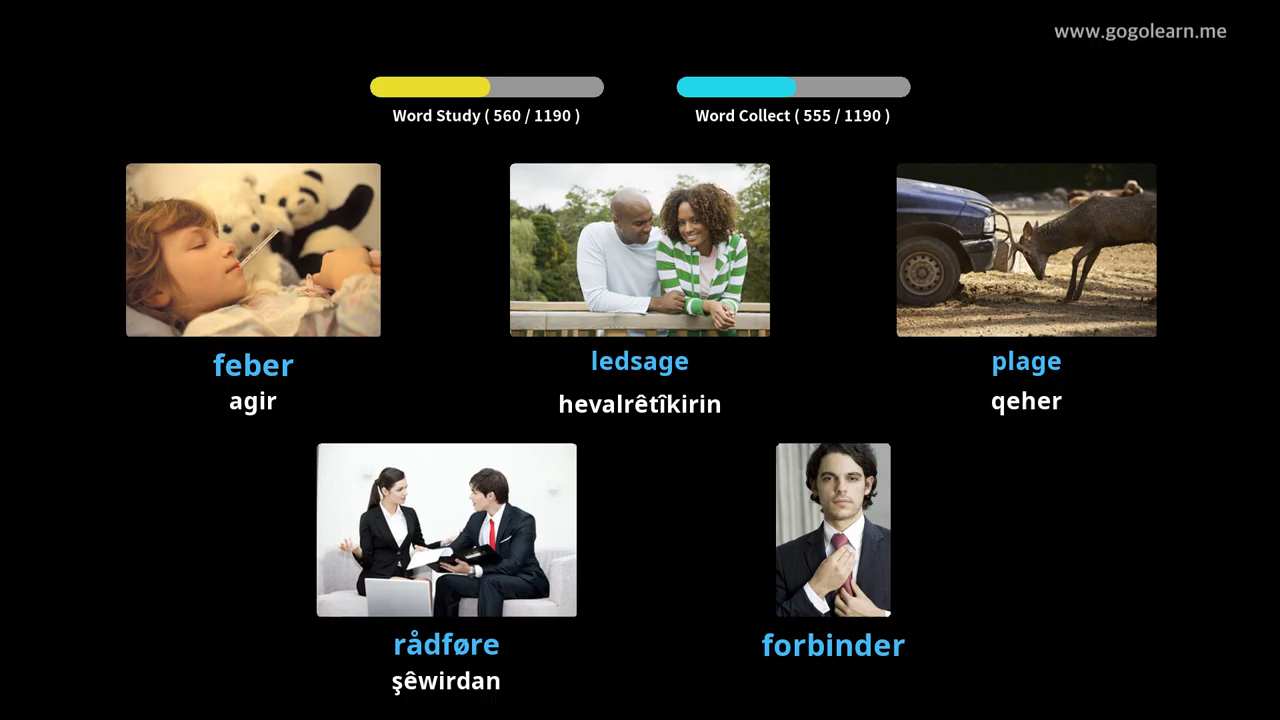 www.gogolearn.me
Word Study ( 560 / 1190 )
Word Collect ( 555 / 1190 )
feber
agir
ledsage
hevalrêtîkirin
plage
qeher
rådføre
şêwirdan
forbinder